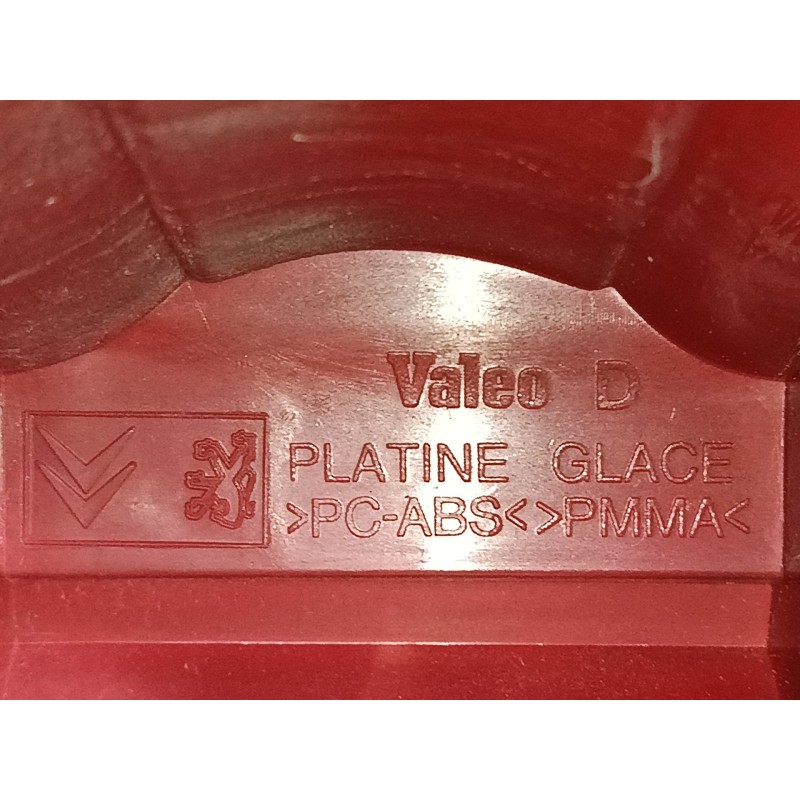 Valeo D
PLATINE GLACE
>PC-ABS< >PMMA<